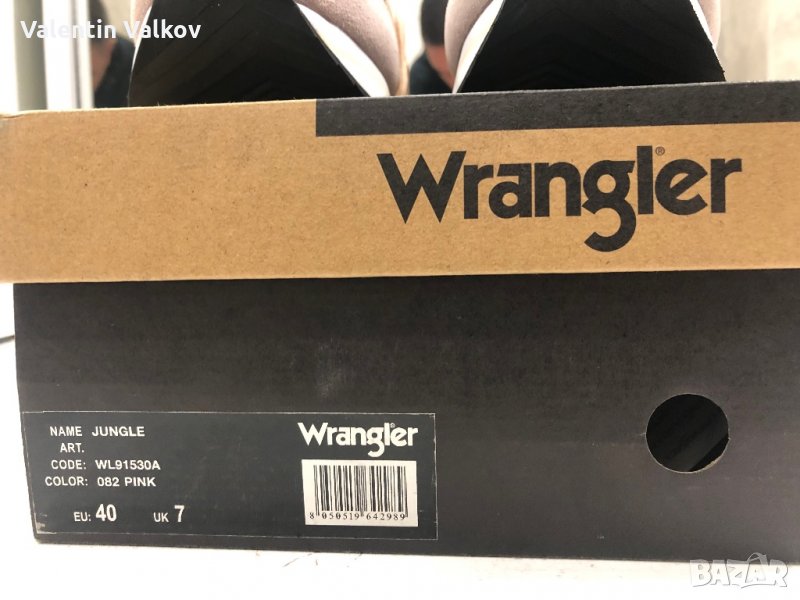 Valentin Valkov
Wrangler®
NAME JUNGLE
ART.
CODE: WL91530A
COLOR: 082 PINK
EU: 40 UK 7
Wrangler
8 050519 642989
BAZAR